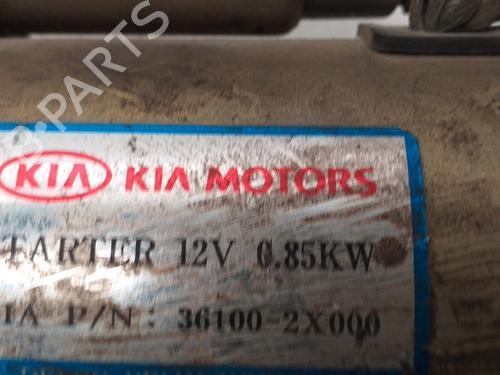 KIA KIA MOTORS
TARTER 12V 0.85KW
IA P/N: 36100-2X000
B-PARTS